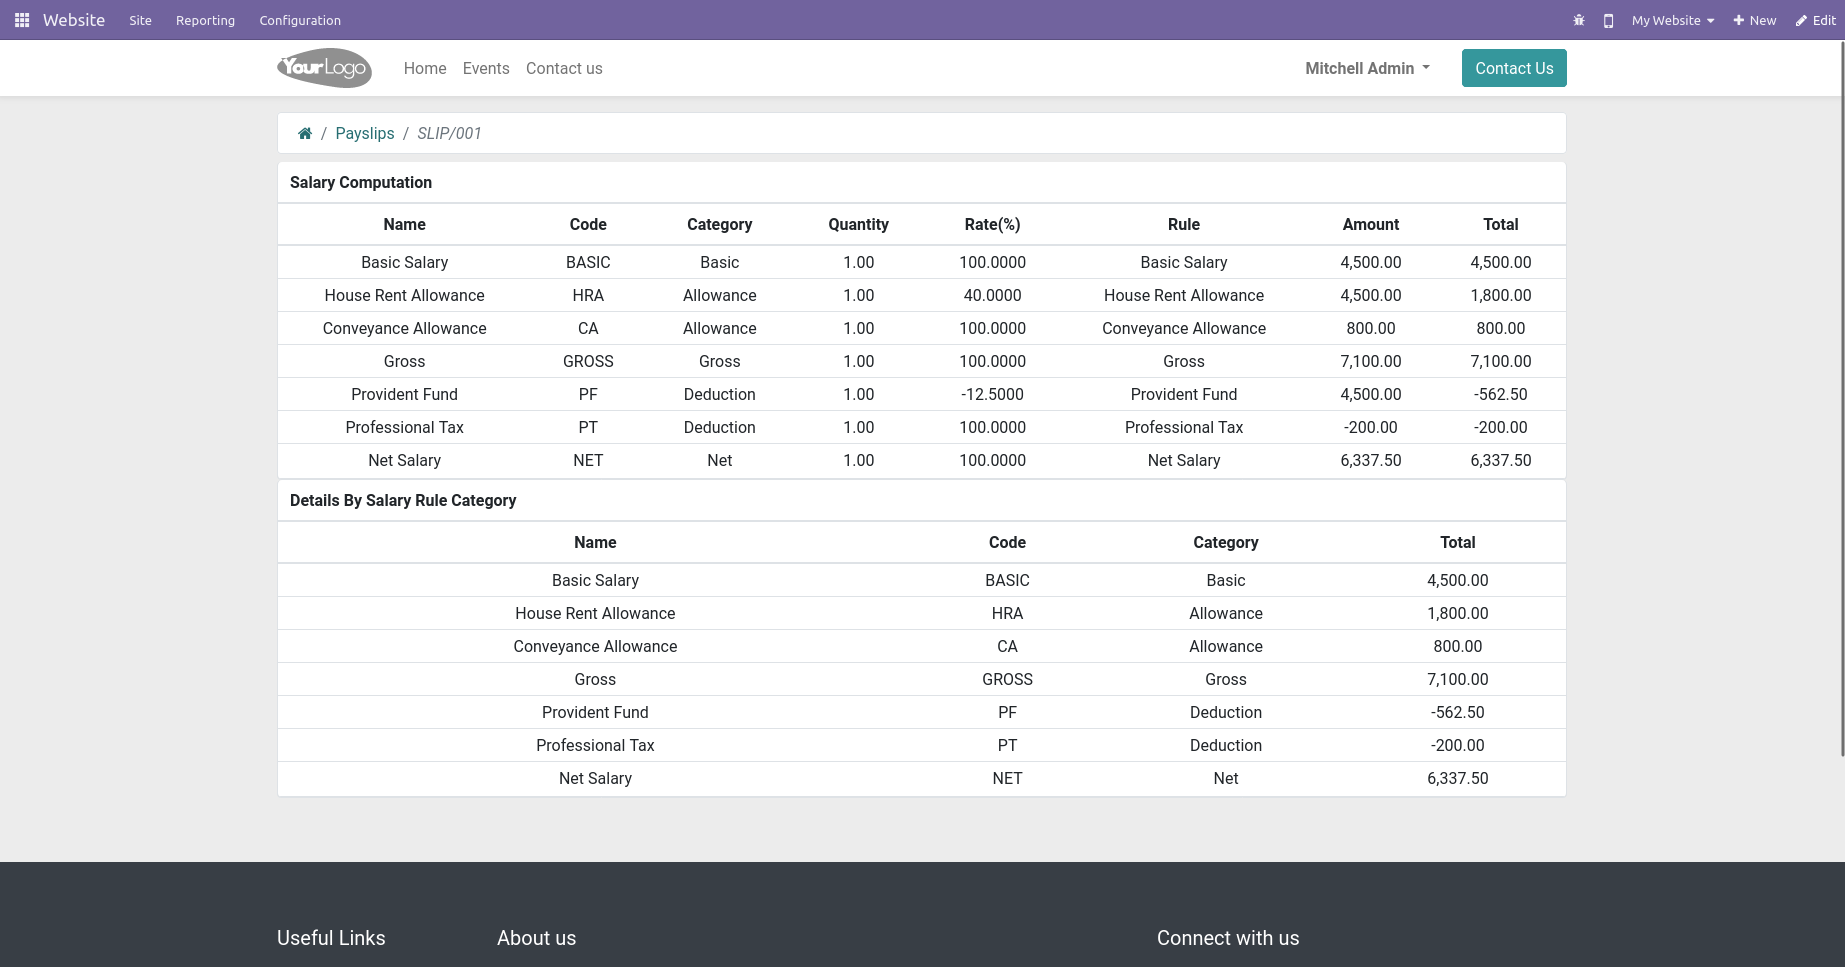 Website Site Reporting Configuration My Website New Edit
YourLogo Home Events Contact us Mitchell Admin Contact Us
/ Payslips / SLIP/001
Salary Computation
Name Code Category Quantity Rate(%) Rule Amount Total
Basic Salary BASIC Basic 1.00 100.0000 Basic Salary 4,500.00 4,500.00
House Rent Allowance HRA Allowance 1.00 40.0000 House Rent Allowance 4,500.00 1,800.00
Conveyance Allowance CA Allowance 1.00 100.0000 Conveyance Allowance 800.00 800.00
Gross GROSS Gross 1.00 100.0000 Gross 7,100.00 7,100.00
Provident Fund PF Deduction 1.00 -12.5000 Provident Fund 4,500.00 -562.50
Professional Tax PT Deduction 1.00 100.0000 Professional Tax -200.00 -200.00
Net Salary NET Net 1.00 100.0000 Net Salary 6,337.50 6,337.50
Details By Salary Rule Category
Name Code Category Total
Basic Salary BASIC Basic 4,500.00
House Rent Allowance HRA Allowance 1,800.00
Conveyance Allowance CA Allowance 800.00
Gross GROSS Gross 7,100.00
Provident Fund PF Deduction -562.50
Professional Tax PT Deduction -200.00
Net Salary NET Net 6,337.50
Useful Links About us Connect with us